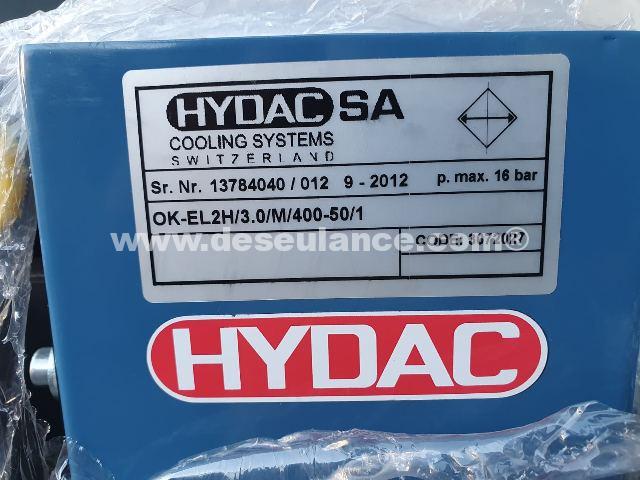 HYDAC SA
COOLING SYSTEMS
SWITZERLAND
Sr. Nr. 13784040 / 012 9 - 2012 p. max. 16 bar
OK-EL2H/3.0/M/400-50/1
www.deseulance.com®
CODE:
HYDAC